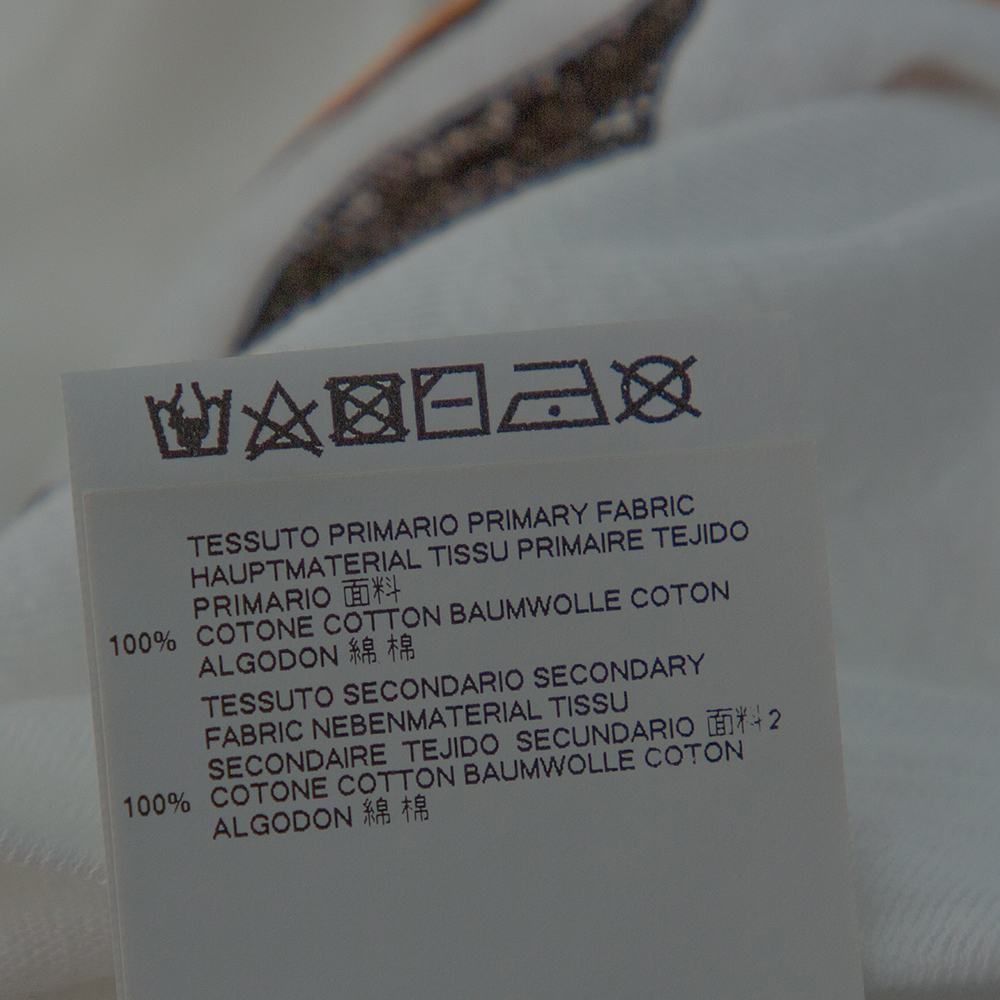 TESSUTO PRIMARIO PRIMARY FABRIC
HAUPTMATERIAL TISSU PRIMAIRE TEJIDO
PRIMARIO 面料
100% COTONE COTTON BAUMWOLLE COTON
ALGODON 綿 棉
TESSUTO SECONDARIO SECONDARY
FABRIC NEBENMATERIAL TISSU
SECONDAIRE TEJIDO SECUNDARIO 面料2
100% COTONE COTTON BAUMWOLLE COTON
ALGODON 綿 棉